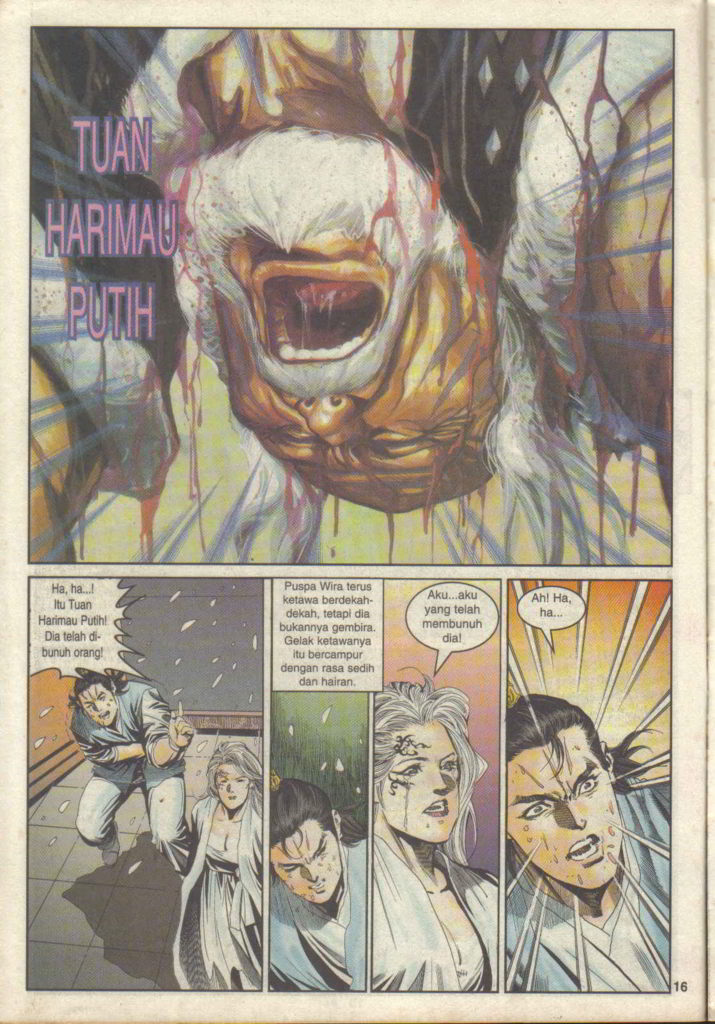 TUAN
HARIMAU
PUTIH
Ha, ha...!
Itu Tuan
Harimau Putih!
Dia telah di-
bunuh orang!
Puspa Wira terus
ketawa berdekah-
dekah, tetapi dia
bukannya gembira.
Gelak ketawanya
itu bercampur
dengan rasa sedih
dan hairan.
Aku...aku
yang telah
membunuh
dia!
Ah! Ha,
ha...
16